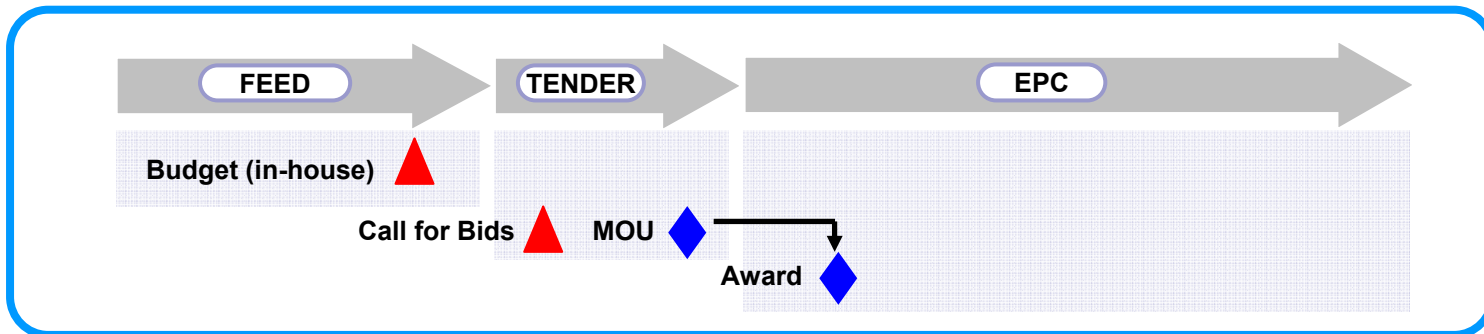 FEED
TENDER
EPC
Budget (in-house)
Call for Bids
MOU
Award